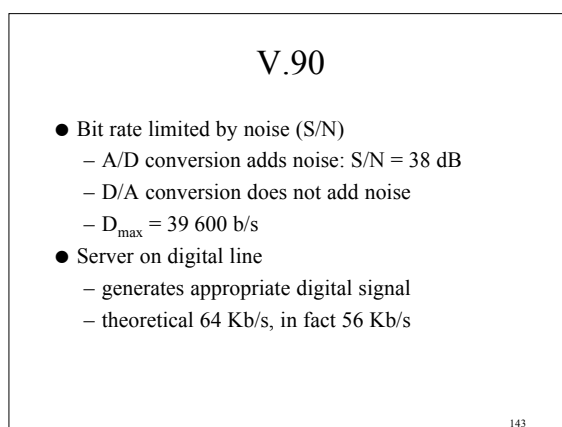 V.90
● Bit rate limited by noise (S/N)
– A/D conversion adds noise: S/N = 38 dB
– D/A conversion does not add noise
– Dmax = 39 600 b/s
● Server on digital line
– generates appropriate digital signal
– theoretical 64 Kb/s, in fact 56 Kb/s
143